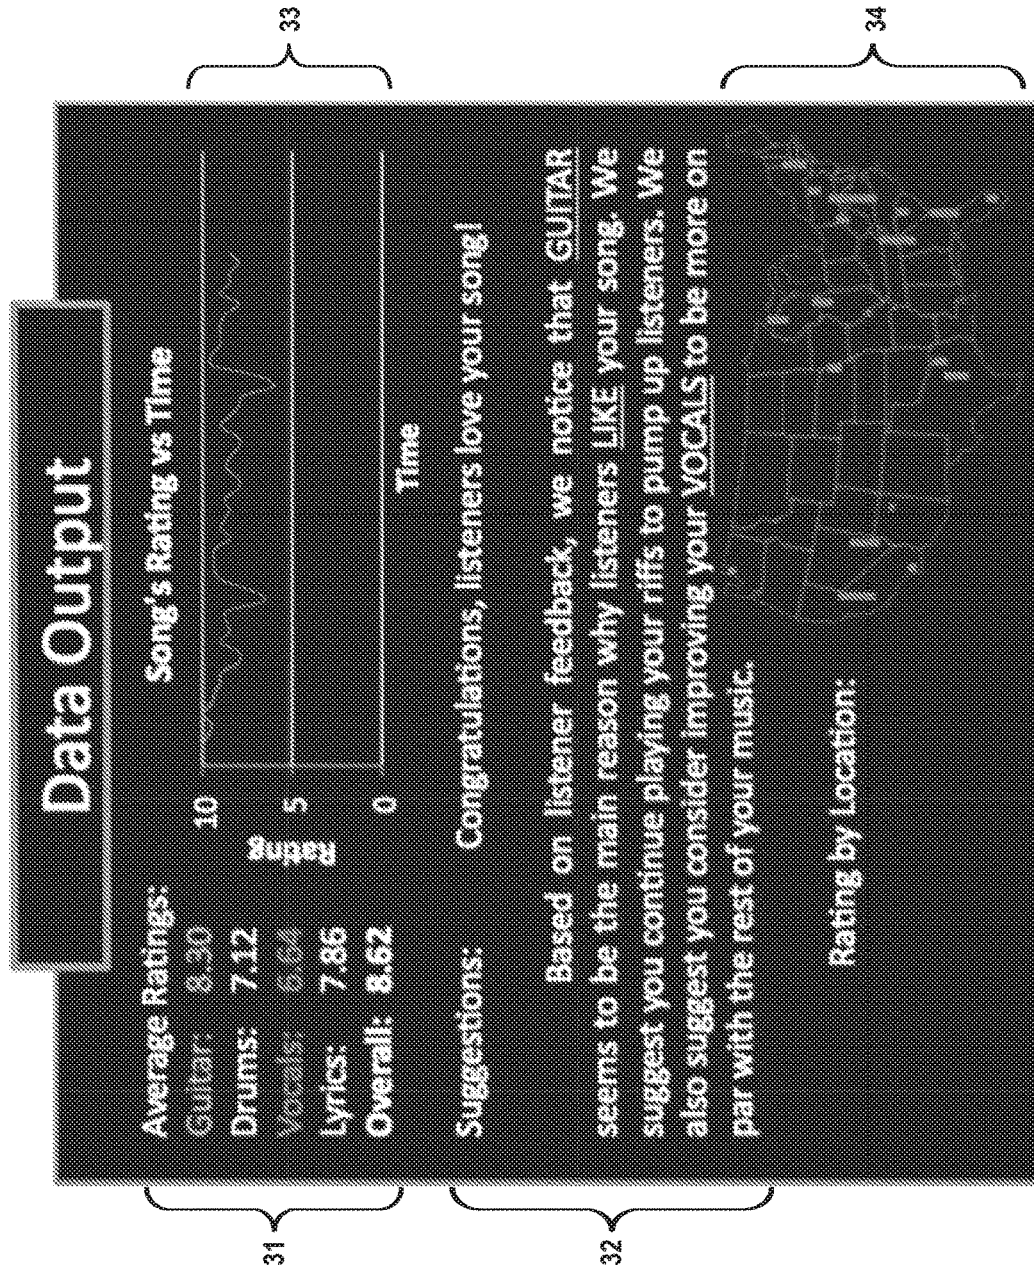 Data Output
Average Ratings:
Guitar: 8.30
Drums: 7.12
Vocals: 6.64
Lyrics: 7.86
Overall: 8.62
Song's Rating vs Time
Rating
10
5
0
Time
Suggestions: Congratulations, listeners love your song!
Based on listener feedback, we notice that GUITAR
seems to be the main reason why listeners LIKE your song. We
suggest you continue playing your riffs to pump up listeners. We
also suggest you consider improving your VOCALS to be more on
par with the rest of your music.
Rating by Location:
31
32
33
34